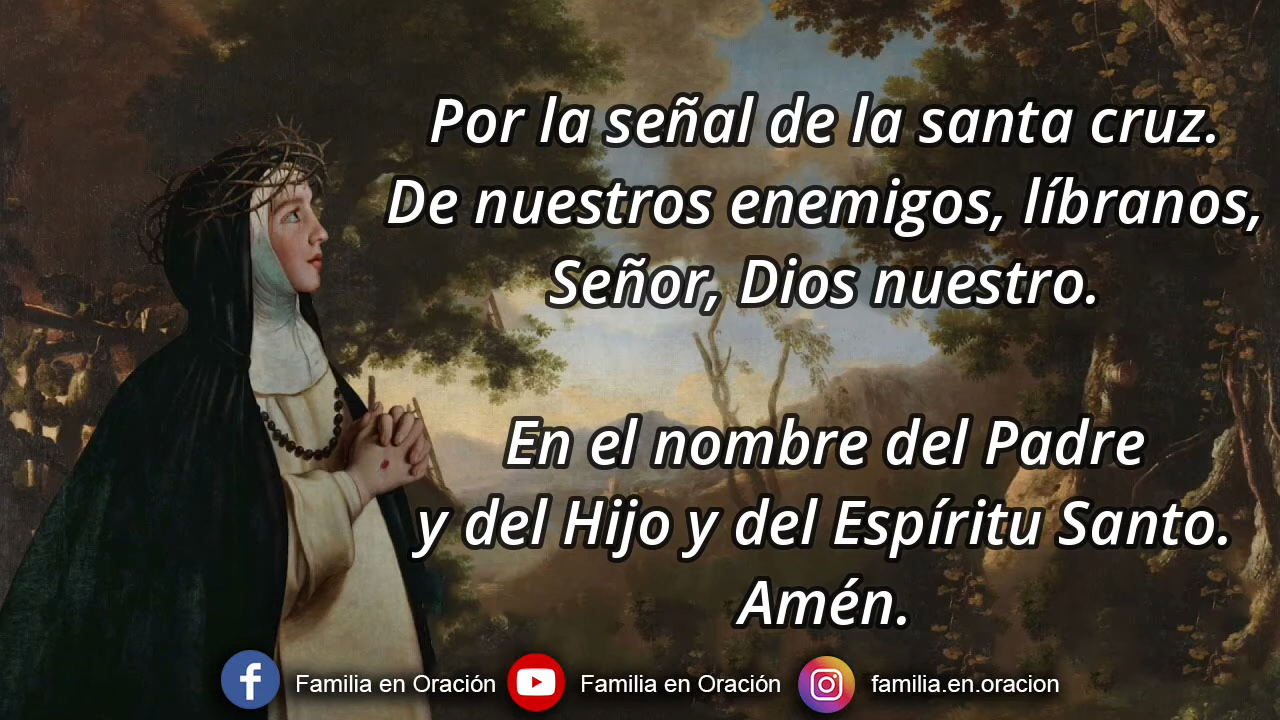 Por la señal de la santa cruz.
De nuestros enemigos, líbranos,
Señor, Dios nuestro.
En el nombre del Padre
y del Hijo y del Espíritu Santo.
Amén.
Familia en Oración Familia en Oración familia.en.oracion